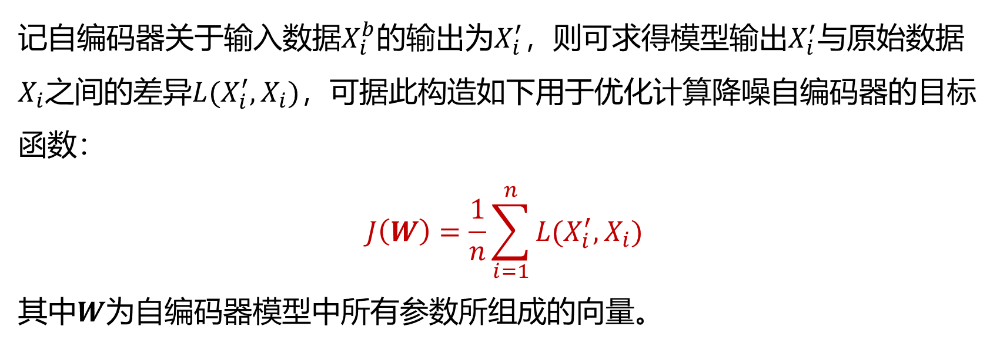 记自编码器关于输入数据$X_i^b$的输出为$X_i'$，则可求得模型输出$X_i'$与原始数据
$X_i$之间的差异$L(X_i', X_i)$，可据此构造如下用于优化计算降噪自编码器的目标
函数：
$J(\boldsymbol{W}) = \frac{1}{n}\sum_{i=1}^{n} L(X_i', X_i)$
其中$\boldsymbol{W}$为自编码器模型中所有参数所组成的向量。